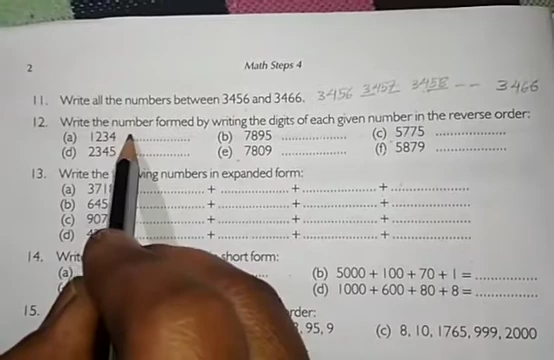 2
Math Steps 4
11. Write all the numbers between 3456 and 3466. 3456 3457 3458 -- 3466
12. Write the number formed by writing the digits of each given number in the reverse order:
(a) 1234 ............... (b) 7895 ............... (c) 5775 ...............
(d) 2345 ............... (e) 7809 ............... (f) 5879 ...............
13. Write the numbers in expanded form:
(a) 371 ............... + ............... + ............... + ...............
(b) 645 ............... + ............... + ............... + ...............
(c) 907 ............... + ............... + ............... + ...............
(d) ............... + ............... + ............... + ...............
14. short form:
(a) (b) 5000 + 100 + 70 + 1 = ...............
(d) 1000 + 600 + 80 + 8 = ...............
15.
, 95, 9 (c) 8, 10, 1765, 999, 2000